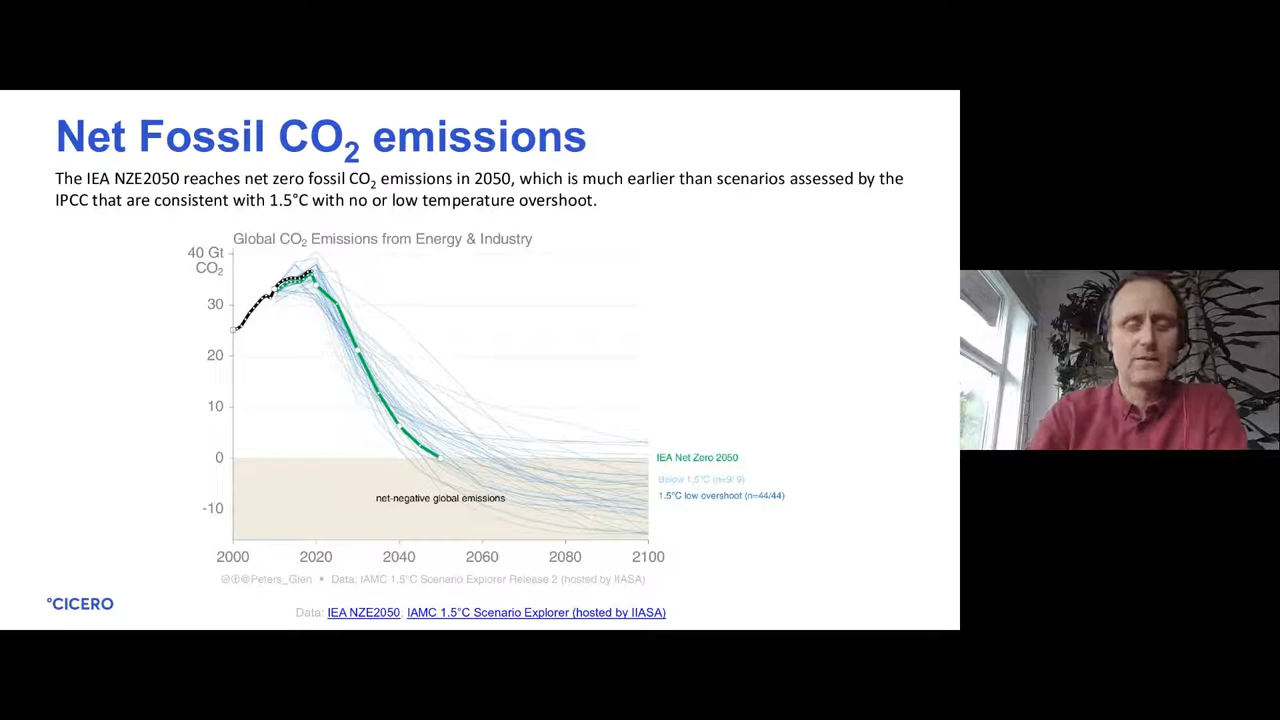 Net Fossil CO2 emissions
The IEA NZE2050 reaches net zero fossil CO2 emissions in 2050, which is much earlier than scenarios assessed by the
IPCC that are consistent with 1.5°C with no or low temperature overshoot.
Global CO2 Emissions from Energy & Industry
40 Gt
CO2
30
20
10
0
-10
IEA Net Zero 2050
Below 1.5°C (n=9/ 9)
1.5°C low overshoot (n=44/44)
net-negative global emissions
2000 2020 2040 2060 2080 2100
@Peters_Glen • Data: IAMC 1.5°C Scenario Explorer Release 2 (hosted by IIASA)
°CICERO
Data: IEA NZE2050; IAMC 1.5°C Scenario Explorer (hosted by IIASA)